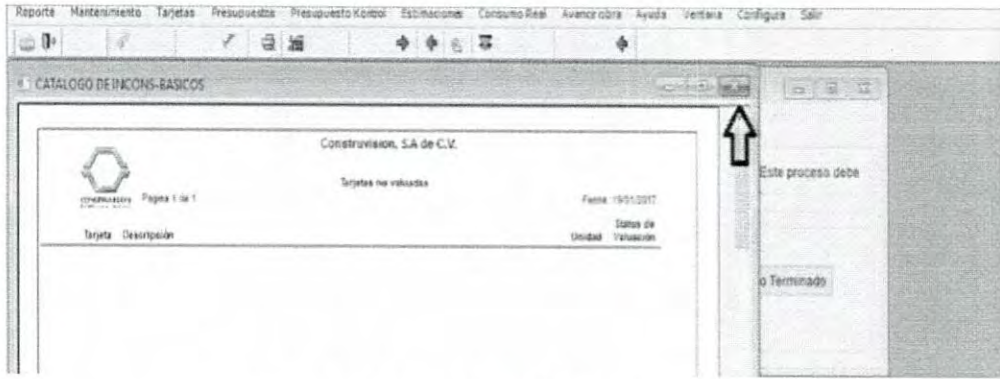 Reporte Mantenimiento Tarjetas Presupuestos Presupuesto Kontrol Estimaciones Consumo Real Avance obra Ayuda Ventana Configura Salir
CATALOGO DE INCONS-BASICOS
Construvision, S.A de C.V.
Tarjetas no valuadas
Pagina 1 de 1
Fecha 19/01/2017
Status de
Tarjeta Descripción Unidad Valuación
Este proceso debe
o Terminado